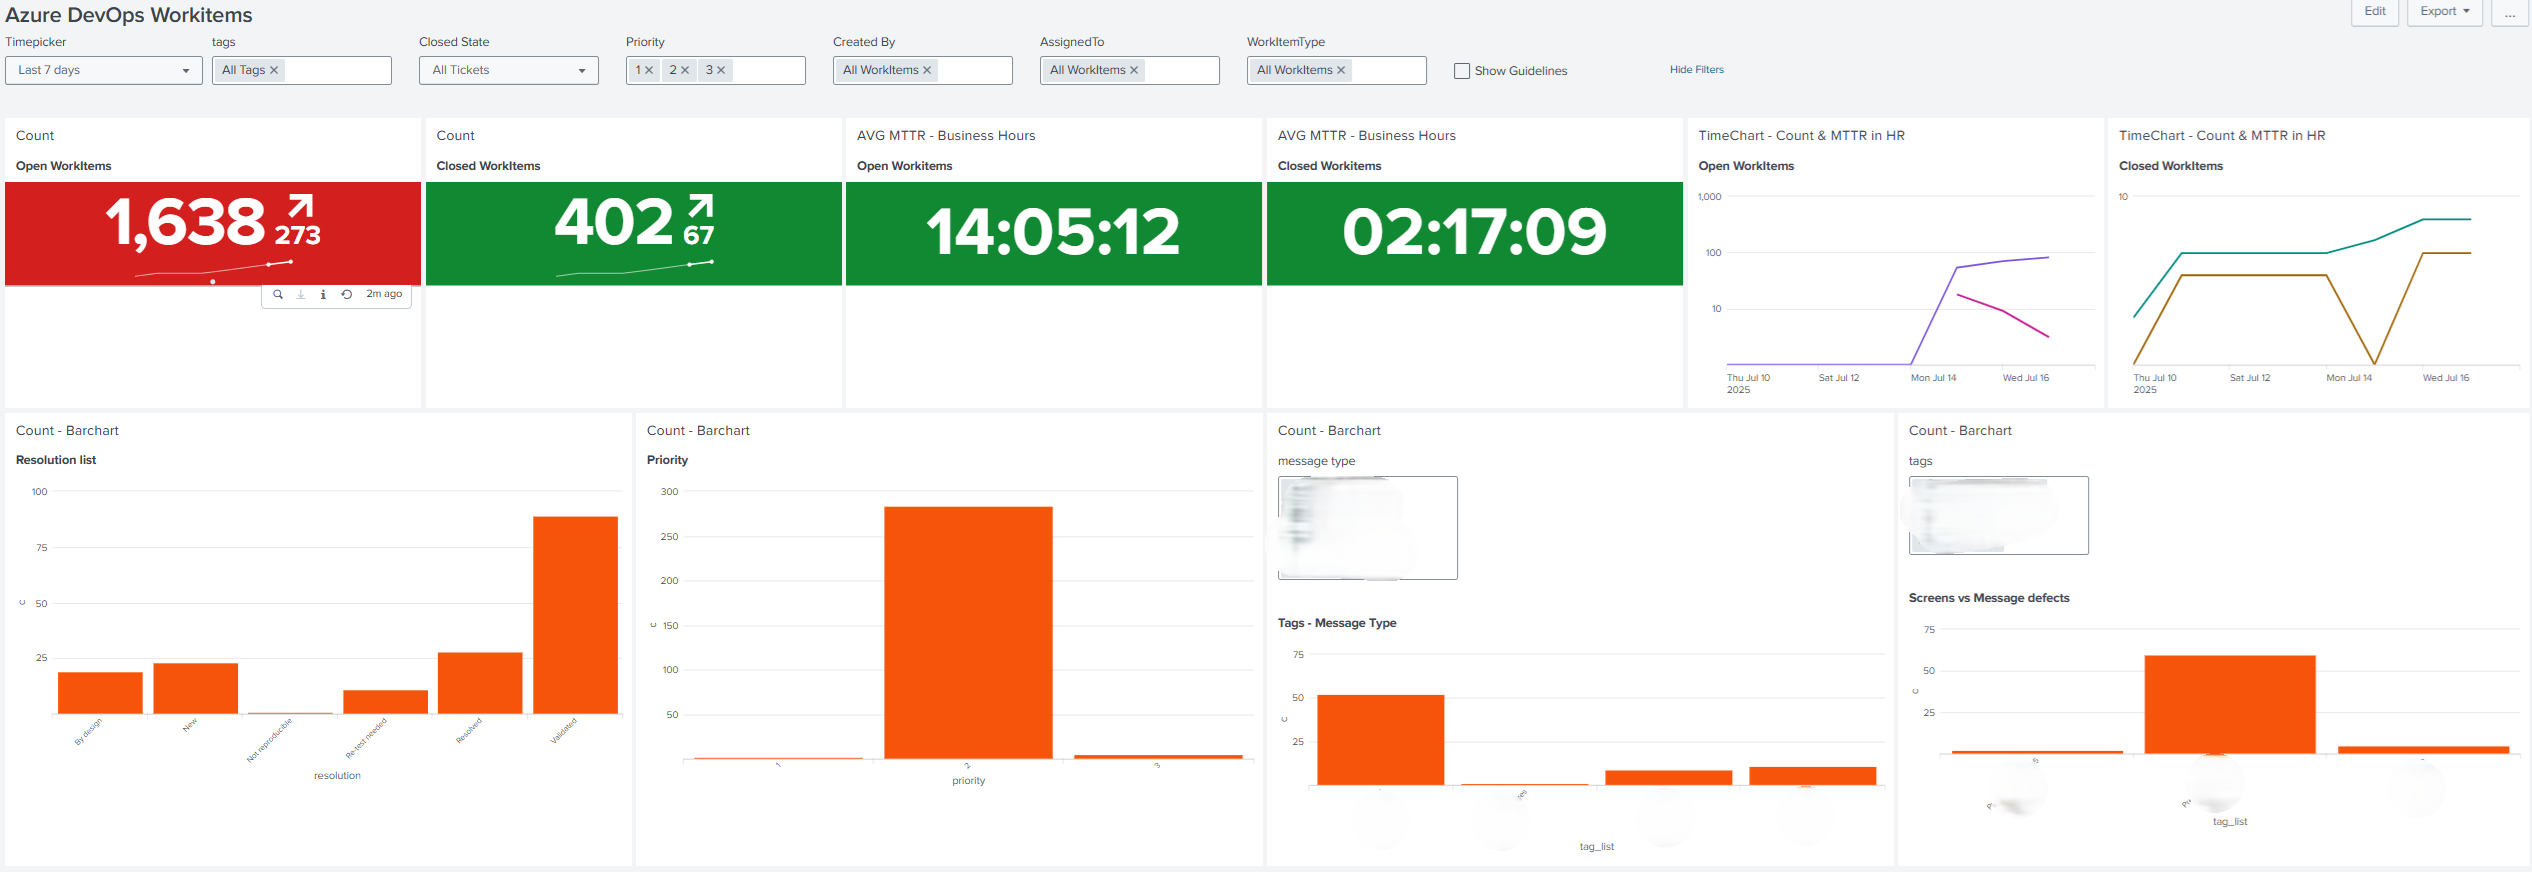 Azure DevOps Workitems
Edit
Export
...
Timepicker
tags
Closed State
Priority
Created By
AssignedTo
WorkItemType
Last 7 days
All Tags ×
All Tickets
1 × 2 × 3 ×
All WorkItems ×
All WorkItems ×
All WorkItems ×
Show Guidelines
Hide Filters
Count
Open WorkItems
1,638
273
2m ago
Count
Closed WorkItems
402
67
AVG MTTR - Business Hours
Open Workitems
14:05:12
AVG MTTR - Business Hours
Closed Workitems
02:17:09
TimeChart - Count & MTTR in HR
Open WorkItems
1,000
100
10
Thu Jul 10
2025
Sat Jul 12
Mon Jul 14
Wed Jul 16
TimeChart - Count & MTTR in HR
Closed WorkItems
10
Thu Jul 10
2025
Sat Jul 12
Mon Jul 14
Wed Jul 16
Count - Barchart
Resolution list
100
75
50
25
c
By design
New
Not reproducible
Re-test needed
Resolved
Validated
resolution
Count - Barchart
Priority
300
250
200
150
100
50
c
1
2
3
priority
Count - Barchart
message type
Tags - Message Type
75
50
25
c
tag_list
Count - Barchart
tags
Screens vs Message defects
75
50
25
c
tag_list